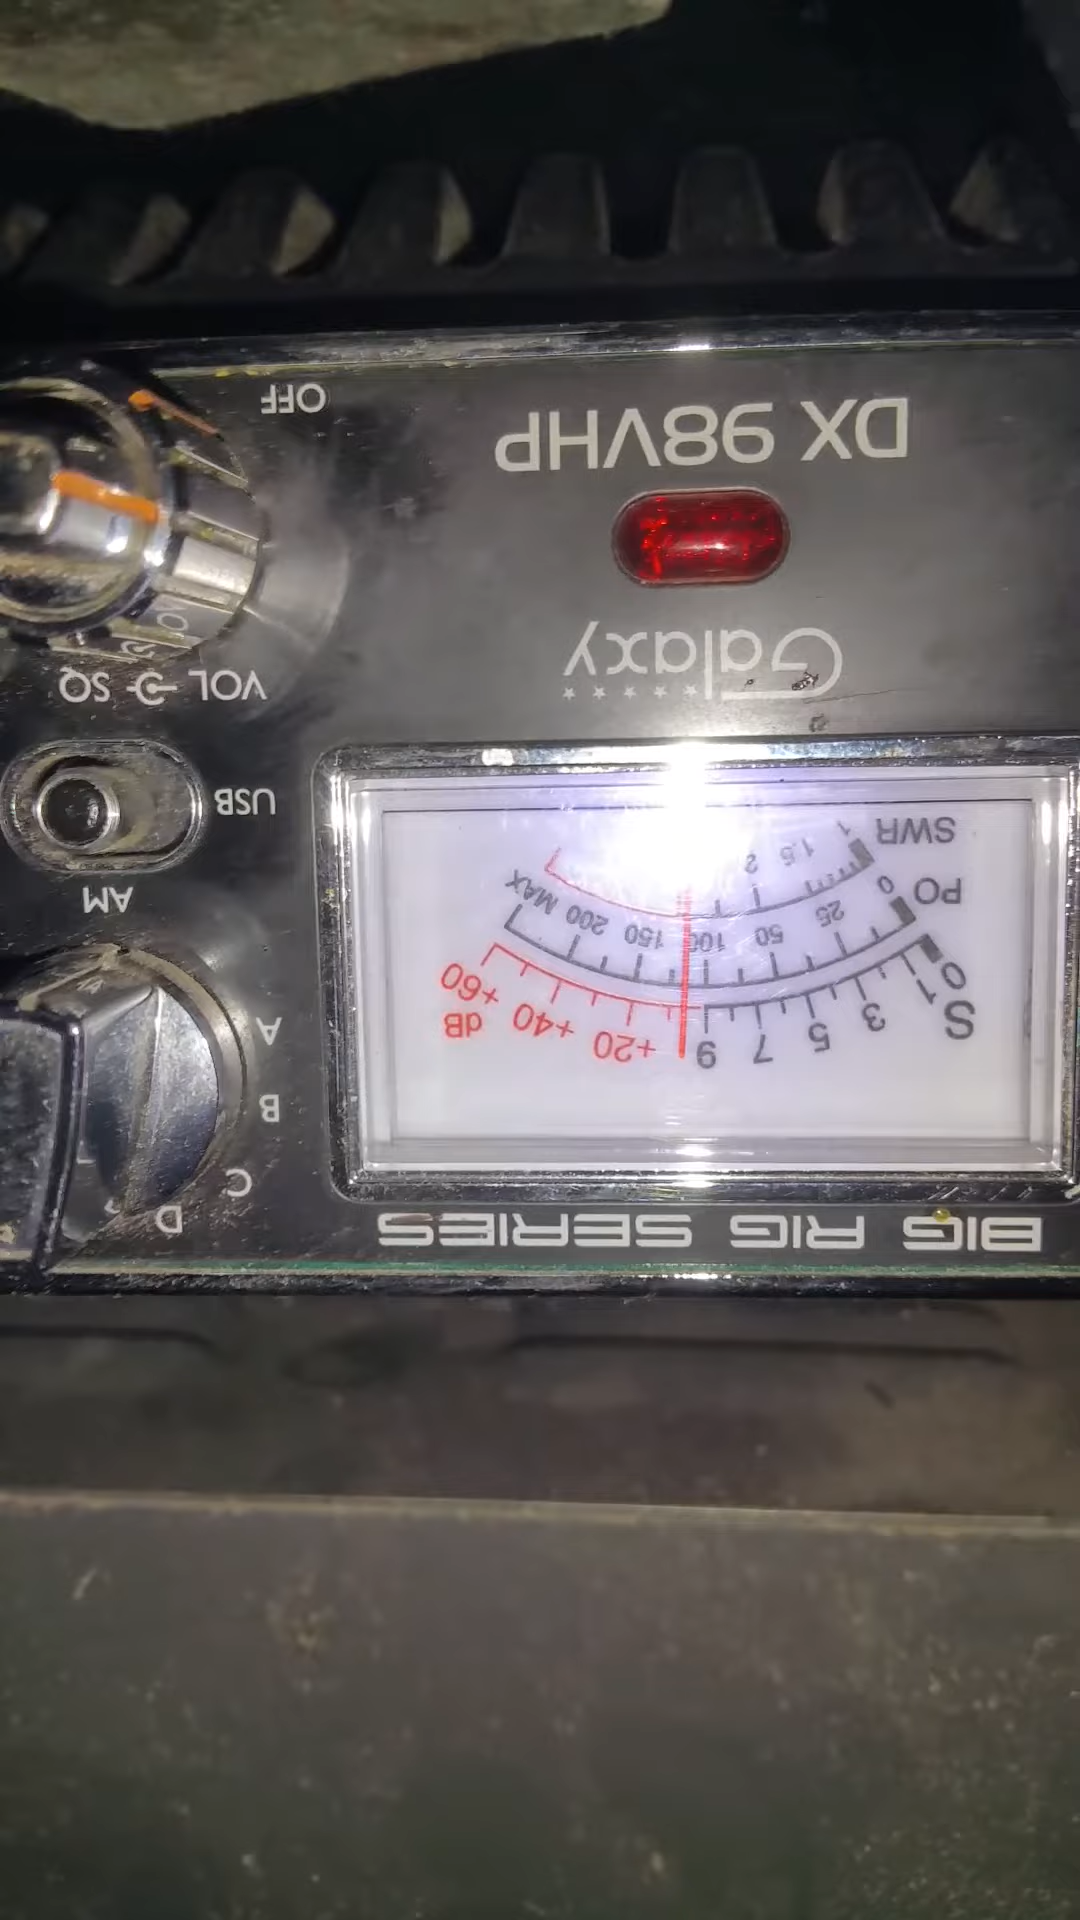 BIG RIG SERIES
S 0 1 3 5 7 9 +20 +40 +60 dB
PO 0 25 50 100 150 200 MAX
SWR 1 1.5 2
Galaxy
DX 98VHP
D
C
B
A
AM
USB
VOL SQ
OFF